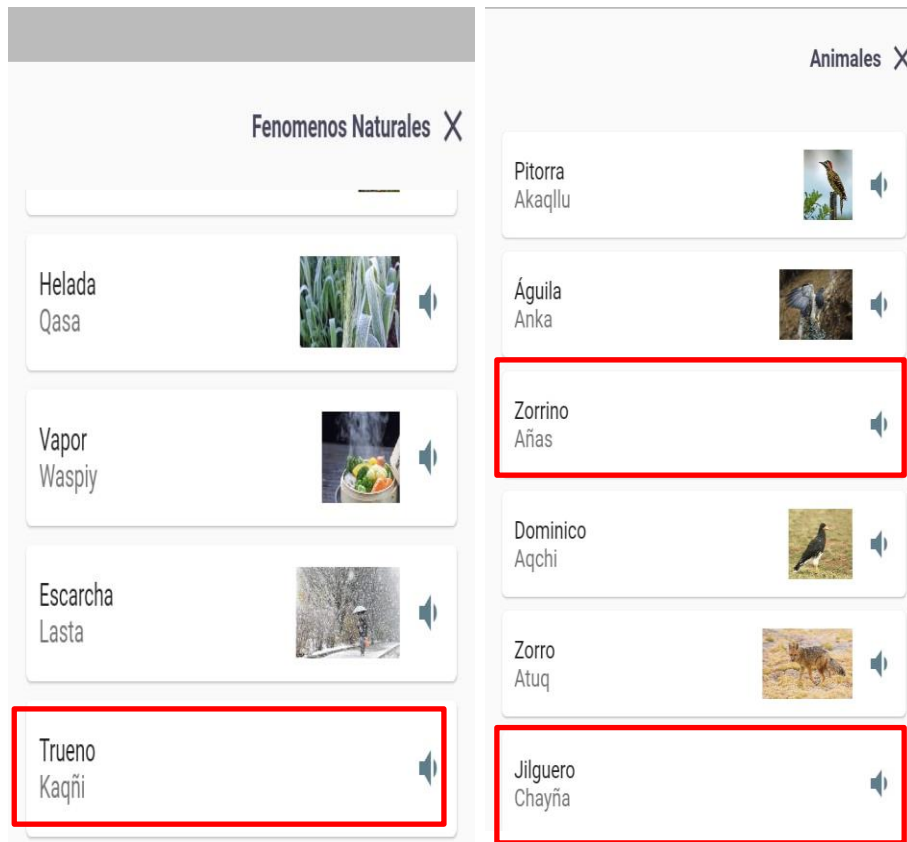 Fenomenos Naturales
Helada
Qasa
Vapor
Waspiy
Escarcha
Lasta
Trueno
Kaqñi
Animales
Pitorra
Akaqllu
Águila
Anka
Zorrino
Añas
Dominico
Aqchi
Zorro
Atuq
Jilguero
Chayña